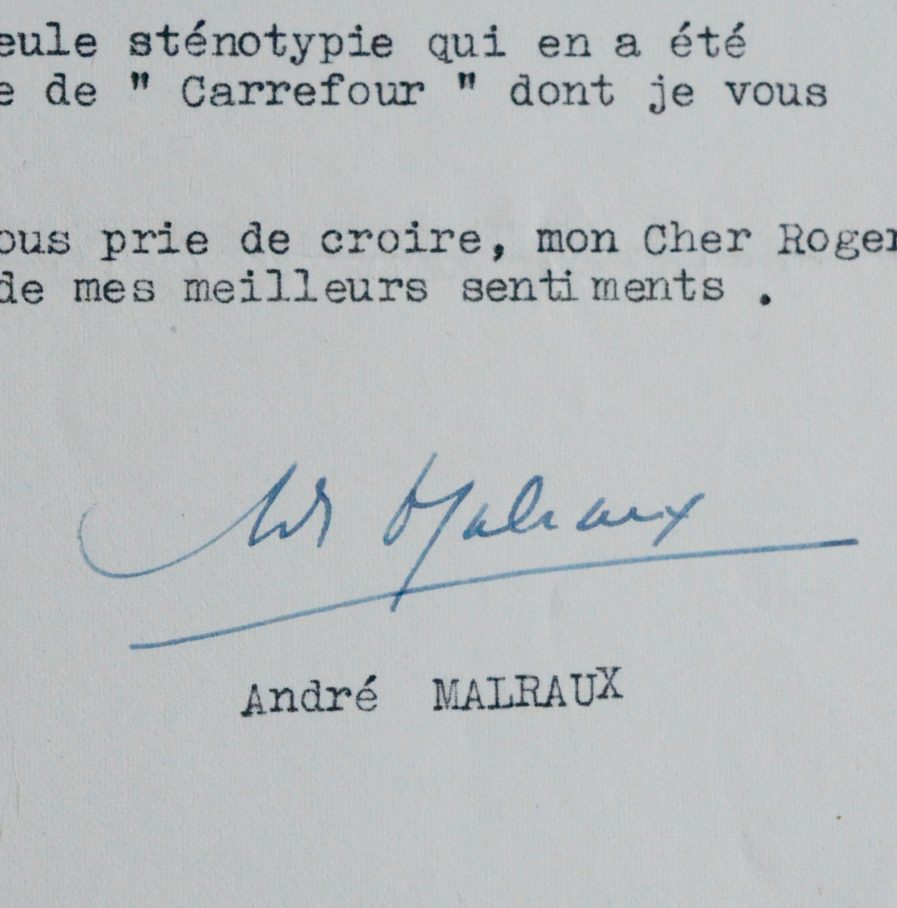 eule sténotypie qui en a été
e de " Carrefour " dont je vous
ous prie de croire, mon Cher Roger
de mes meilleurs sentiments .
Malraux
André MALRAUX